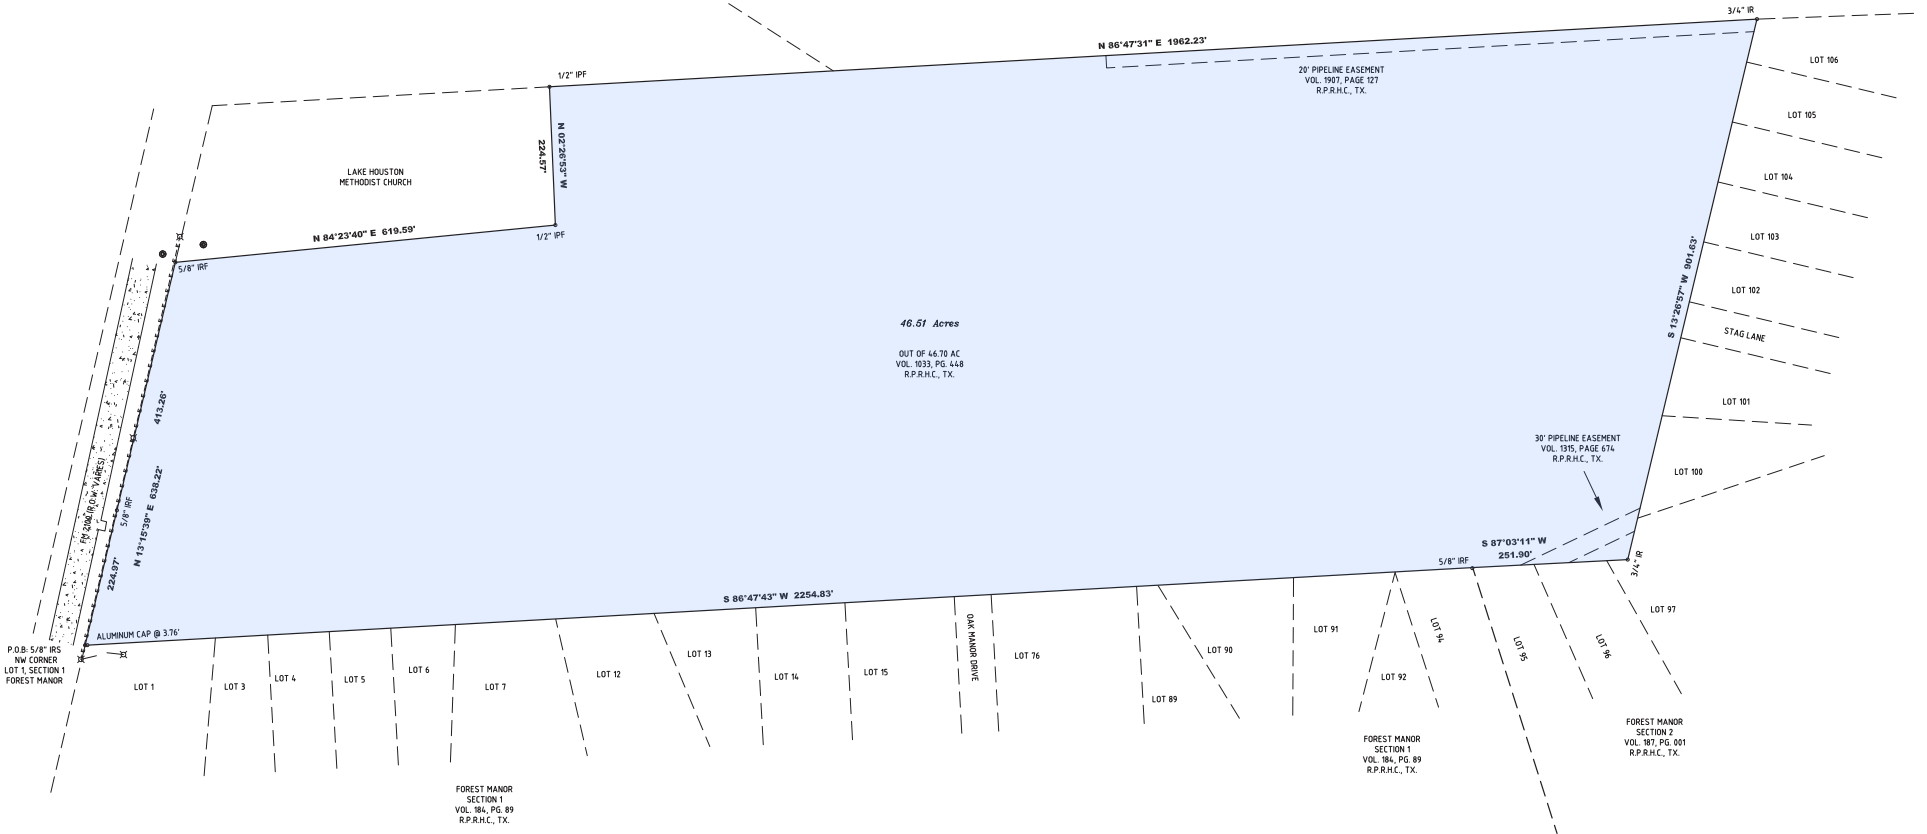 3/4" IR
N 86°47'31" E 1962.23'
20' PIPELINE EASEMENT
VOL. 1907, PAGE 127
R.P.R.H.C., TX.
1/2" IPF
N 02°26'53" W
224.57'
LAKE HOUSTON
METHODIST CHURCH
N 84°23'40" E 619.59'
1/2" IPF
5/8" IRF
LOT 106
LOT 105
LOT 104
LOT 103
LOT 102
STAG LANE
LOT 101
LOT 100
S 13°26'57" W 901.63'
46.51 Acres
OUT OF 46.70 AC
VOL. 1033, PG. 448
R.P.R.H.C., TX.
30' PIPELINE EASEMENT
VOL. 1315, PAGE 674
R.P.R.H.C., TX.
413.26'
N 13°15'39" E 638.22'
5/8" IRF
224.97'
FM 2100 (R.O.W. VARIES)
S 87°03'11" W
251.90'
5/8" IRF
3/4" IR
S 86°47'43" W 2254.83'
ALUMINUM CAP @ 3.76'
P.O.B: 5/8" IRS
NW CORNER
LOT 1, SECTION 1
FOREST MANOR
LOT 1
LOT 3
LOT 4
LOT 5
LOT 6
LOT 7
LOT 12
LOT 13
LOT 14
LOT 15
OAK MANOR DRIVE
LOT 76
LOT 89
LOT 90
LOT 91
LOT 92
LOT 94
LOT 95
LOT 96
LOT 97
FOREST MANOR
SECTION 1
VOL. 184, PG. 89
R.P.R.H.C., TX.
FOREST MANOR
SECTION 1
VOL. 184, PG. 89
R.P.R.H.C., TX.
FOREST MANOR
SECTION 2
VOL. 187, PG. 001
R.P.R.H.C., TX.